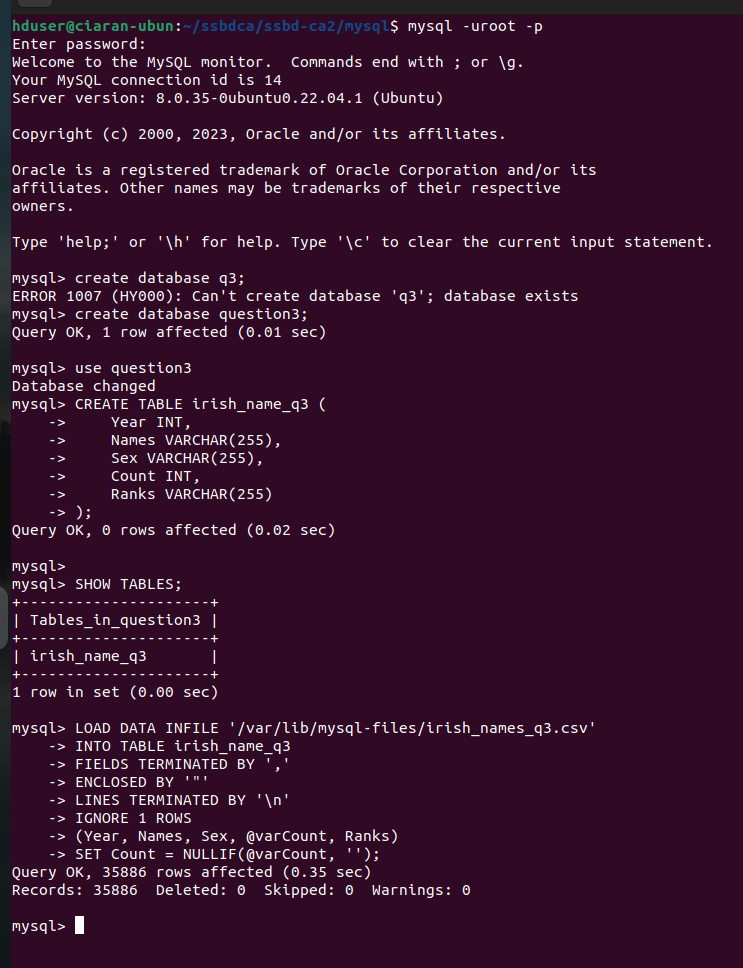 hduser@ciaran-ubun:~/ssbdca/ssbd-ca2/mysql$ mysql -uroot -p
Enter password:
Welcome to the MySQL monitor.  Commands end with ; or \g.
Your MySQL connection id is 14
Server version: 8.0.35-0ubuntu0.22.04.1 (Ubuntu)

Copyright (c) 2000, 2023, Oracle and/or its affiliates.

Oracle is a registered trademark of Oracle Corporation and/or its
affiliates. Other names may be trademarks of their respective
owners.

Type 'help;' or '\h' for help. Type '\c' to clear the current input statement.

mysql> create database q3;
ERROR 1007 (HY000): Can't create database 'q3'; database exists
mysql> create database question3;
Query OK, 1 row affected (0.01 sec)

mysql> use question3
Database changed
mysql> CREATE TABLE irish_name_q3 (
    ->     Year INT,
    ->     Names VARCHAR(255),
    ->     Sex VARCHAR(255),
    ->     Count INT,
    ->     Ranks VARCHAR(255)
    -> );
Query OK, 0 rows affected (0.02 sec)

mysql>
mysql> SHOW TABLES;
+---------------------+
| Tables_in_question3 |
+---------------------+
| irish_name_q3       |
+---------------------+
1 row in set (0.00 sec)

mysql> LOAD DATA INFILE '/var/lib/mysql-files/irish_names_q3.csv'
    -> INTO TABLE irish_name_q3
    -> FIELDS TERMINATED BY ','
    -> ENCLOSED BY '"'
    -> LINES TERMINATED BY '\n'
    -> IGNORE 1 ROWS
    -> (Year, Names, Sex, @varCount, Ranks)
    -> SET Count = NULLIF(@varCount, '');
Query OK, 35886 rows affected (0.35 sec)
Records: 35886  Deleted: 0  Skipped: 0  Warnings: 0

mysql>